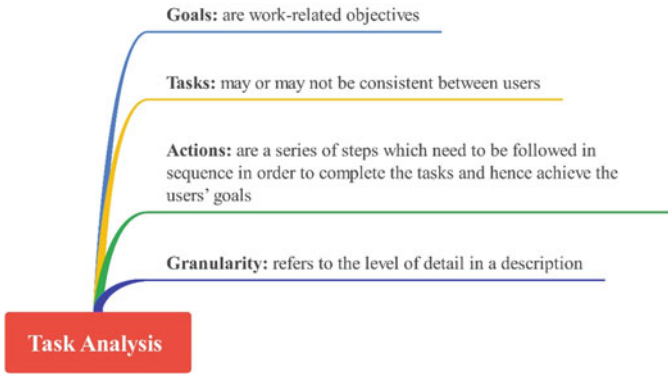 Goals: are work-related objectives
Tasks: may or may not be consistent between users
Actions: are a series of steps which need to be followed in
sequence in order to complete the tasks and hence achieve the
users’ goals
Granularity: refers to the level of detail in a description
Task Analysis